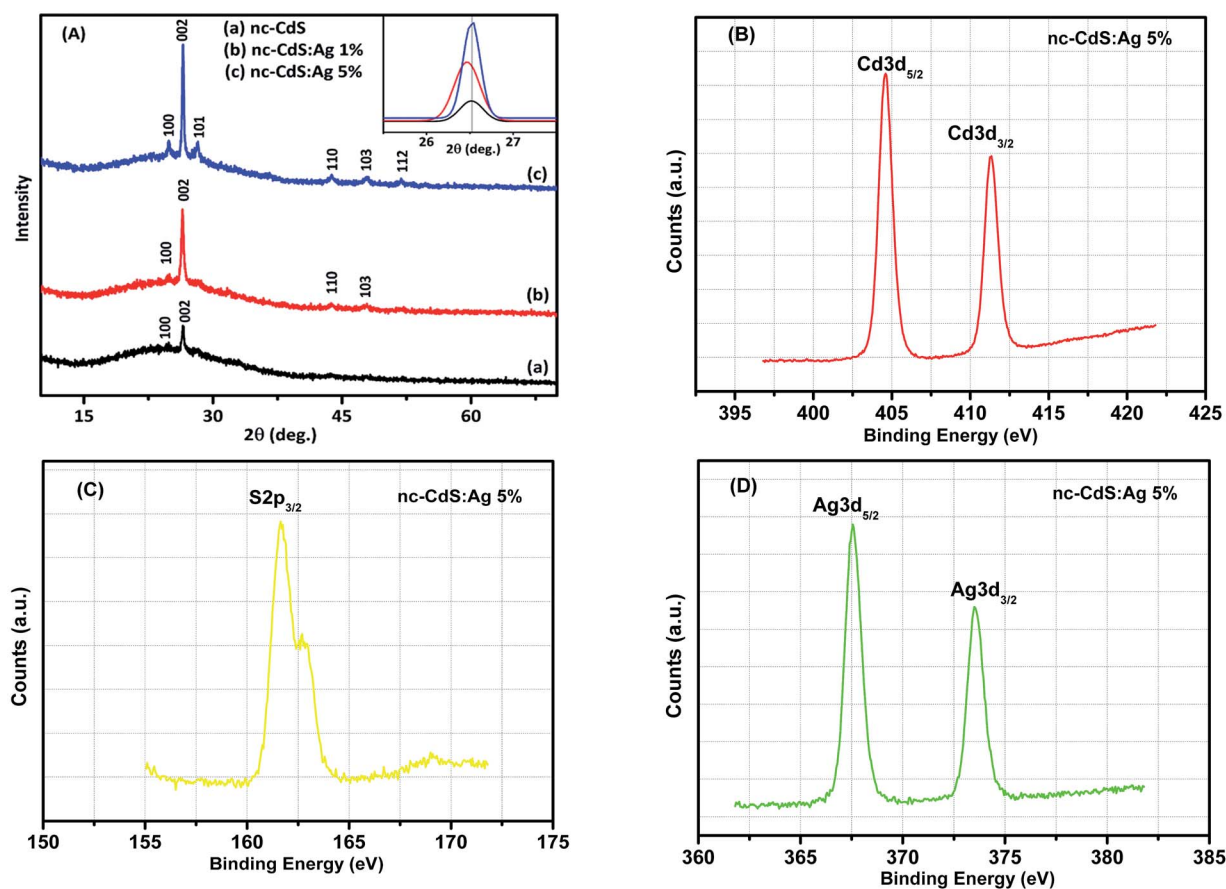 (A)
(a) nc-CdS
(b) nc-CdS:Ag 1%
(c) nc-CdS:Ag 5%
26 27
2θ (deg.)
100 002 101 110 103 112 (c)
100 002 110 103 (b)
100 002 (a)
Intensity
15 30 45 60
2θ (deg.)
(B)
nc-CdS:Ag 5%
Cd3d5/2
Cd3d3/2
Counts (a.u.)
395 400 405 410 415 420 425
Binding Energy (eV)
(C)
nc-CdS:Ag 5%
S2p3/2
Counts (a.u.)
150 155 160 165 170 175
Binding Energy (eV)
(D)
nc-CdS:Ag 5%
Ag3d5/2
Ag3d3/2
Counts (a.u.)
360 365 370 375 380 385
Binding Energy (eV)